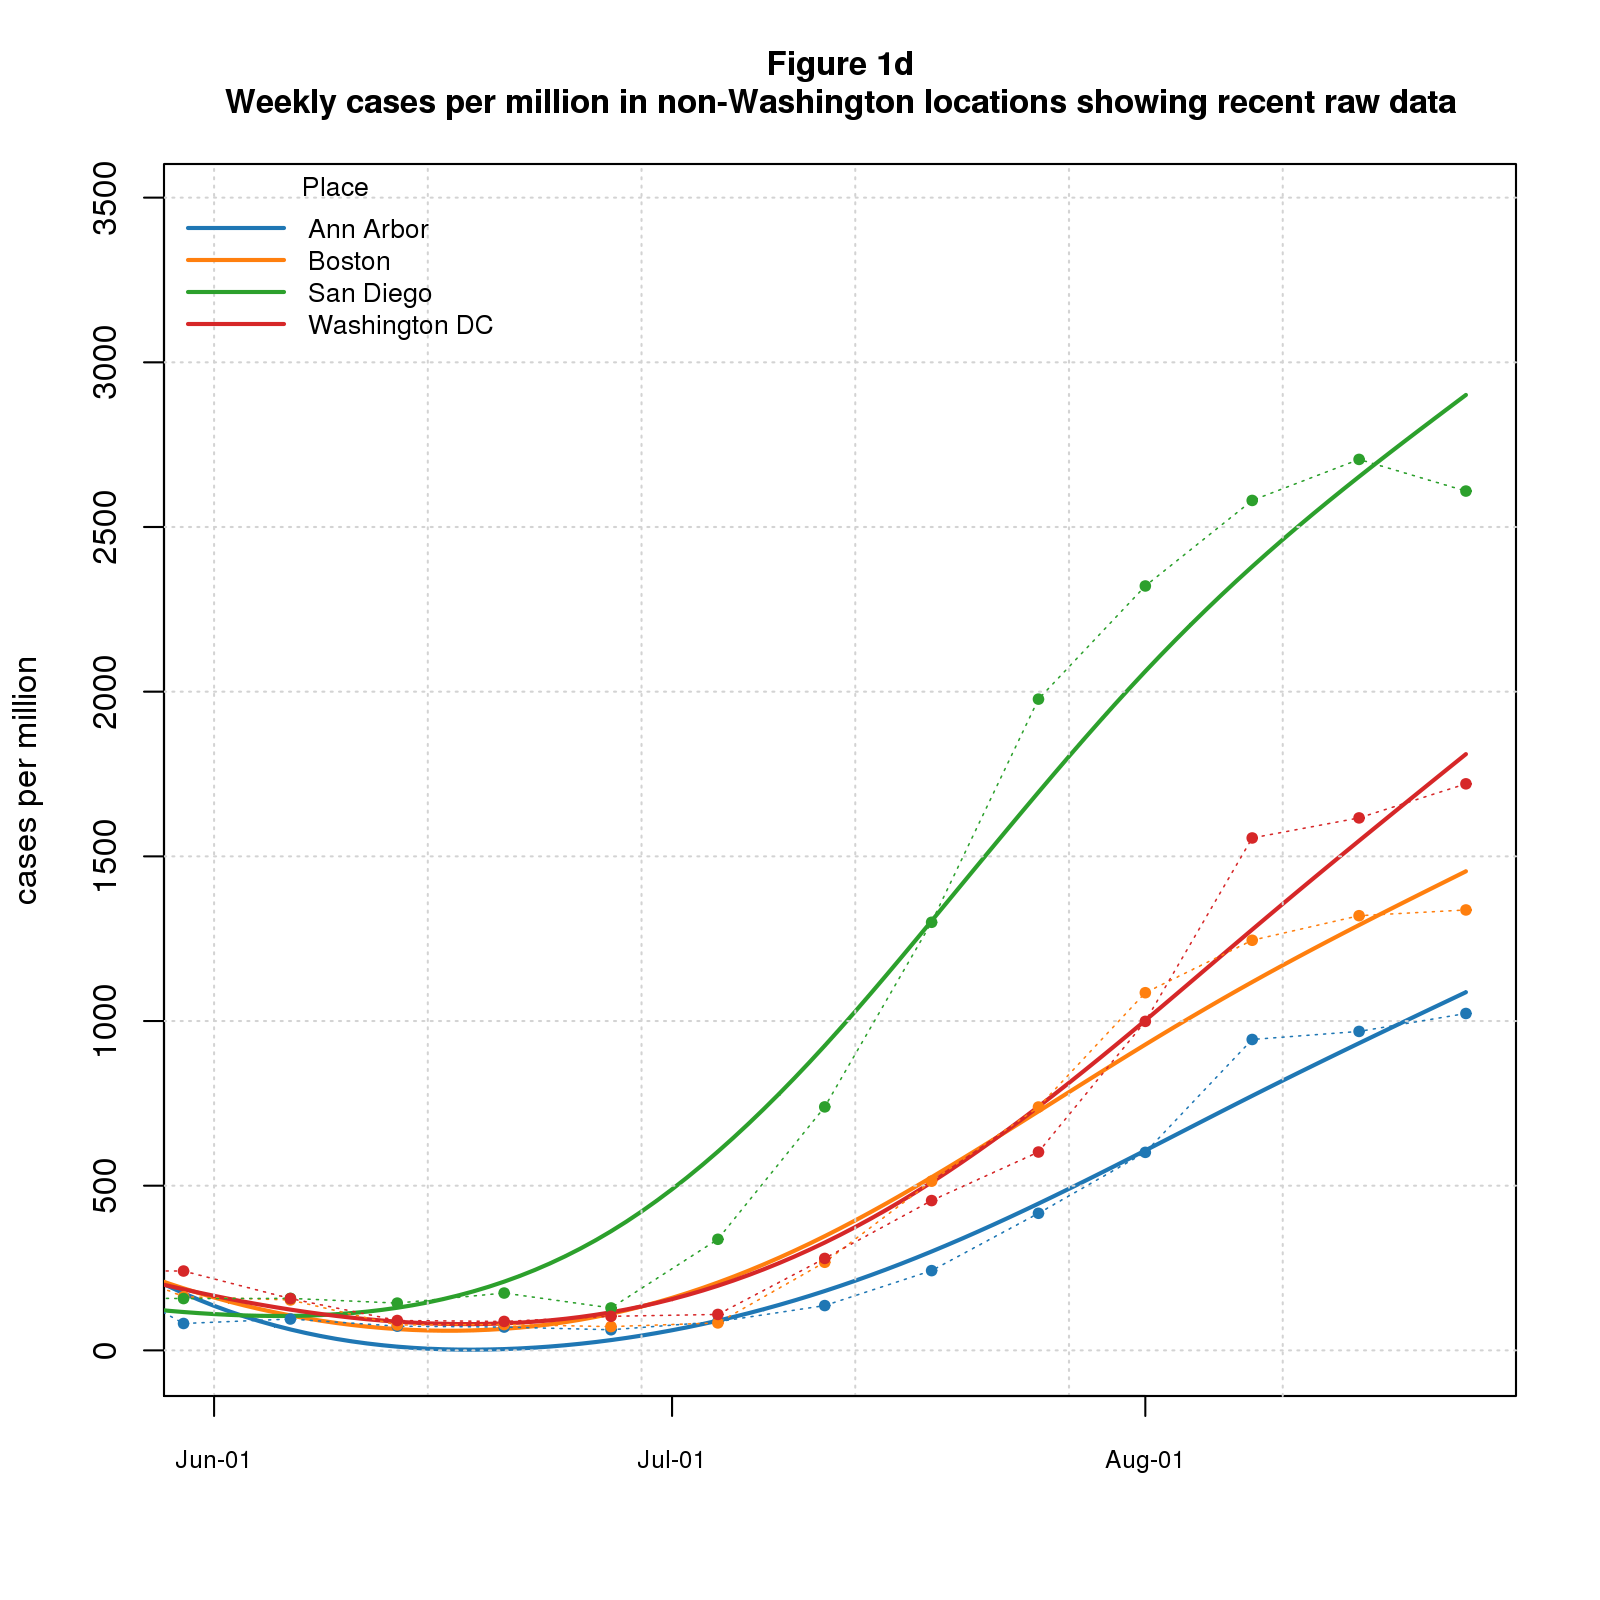 Figure 1d
Weekly cases per million in non-Washington locations showing recent raw data
cases per million
3500
3000
2500
2000
1500
1000
500
0
Place
Ann Arbor
Boston
San Diego
Washington DC
Jun-01
Jul-01
Aug-01